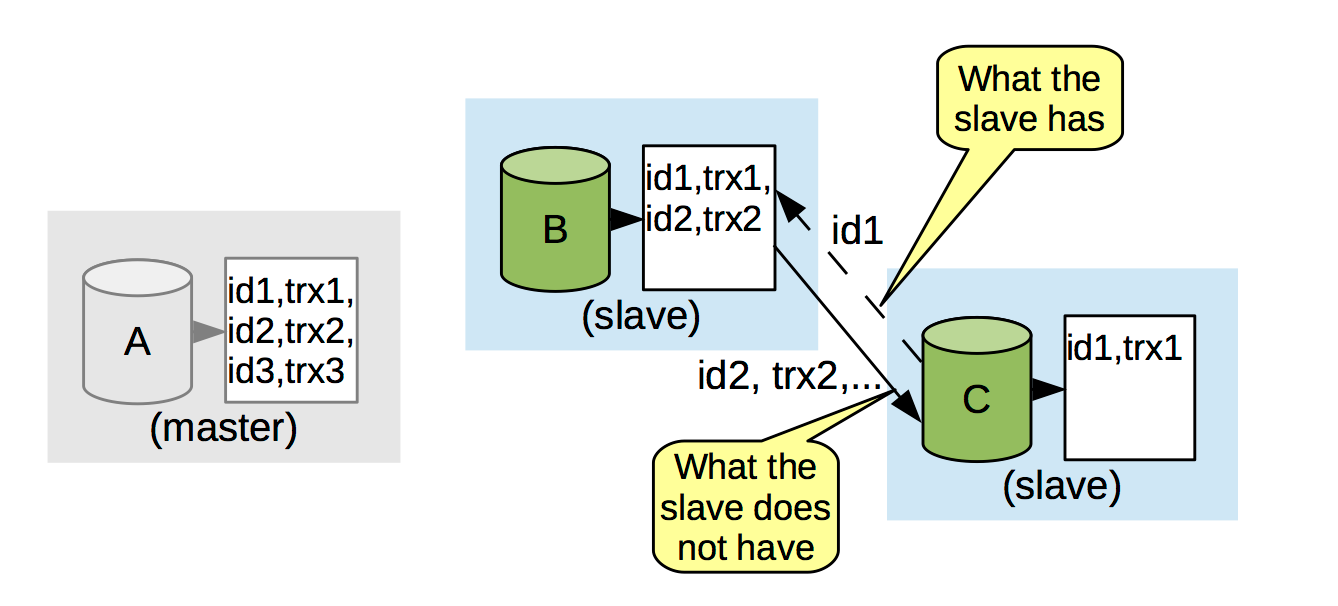 A
id1,trx1,
id2,trx2,
id3,trx3
(master)
B
id1,trx1,
id2,trx2
(slave)
id1
What the
slave has
id2, trx2,...
What the
slave does
not have
C
id1,trx1
(slave)